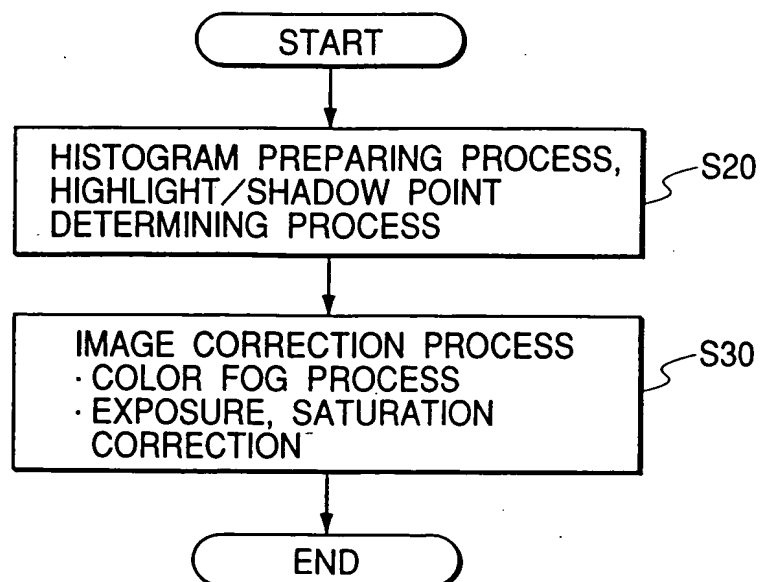 START
HISTOGRAM PREPARING PROCESS,
HIGHLIGHT/SHADOW POINT
DETERMINING PROCESS
S20
IMAGE CORRECTION PROCESS
· COLOR FOG PROCESS
· EXPOSURE, SATURATION
CORRECTION
S30
END